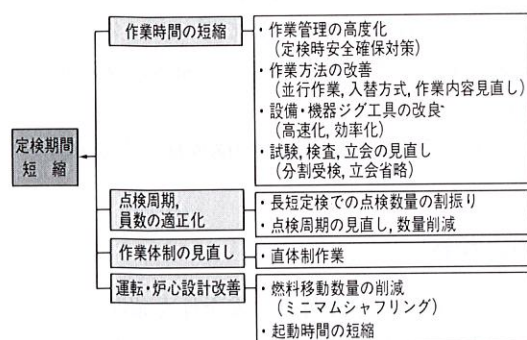 定検期間
短縮
作業時間の短縮
・作業管理の高度化
(定検時安全確保対策)
・作業方法の改善
(並行作業,入替方式,作業内容見直し)
・設備・機器ジグ工具の改良
(高速化,効率化)
・試験,検査,立会の見直し
(分割受検,立会省略)
点検周期,
員数の適正化
・長短定検での点検数量の割振り
・点検周期の見直し,数量削減
作業体制の見直し
・直体制作業
運転・炉心設計改善
・燃料移動数量の削減
(ミニマムシャフリング)
・起動時間の短縮